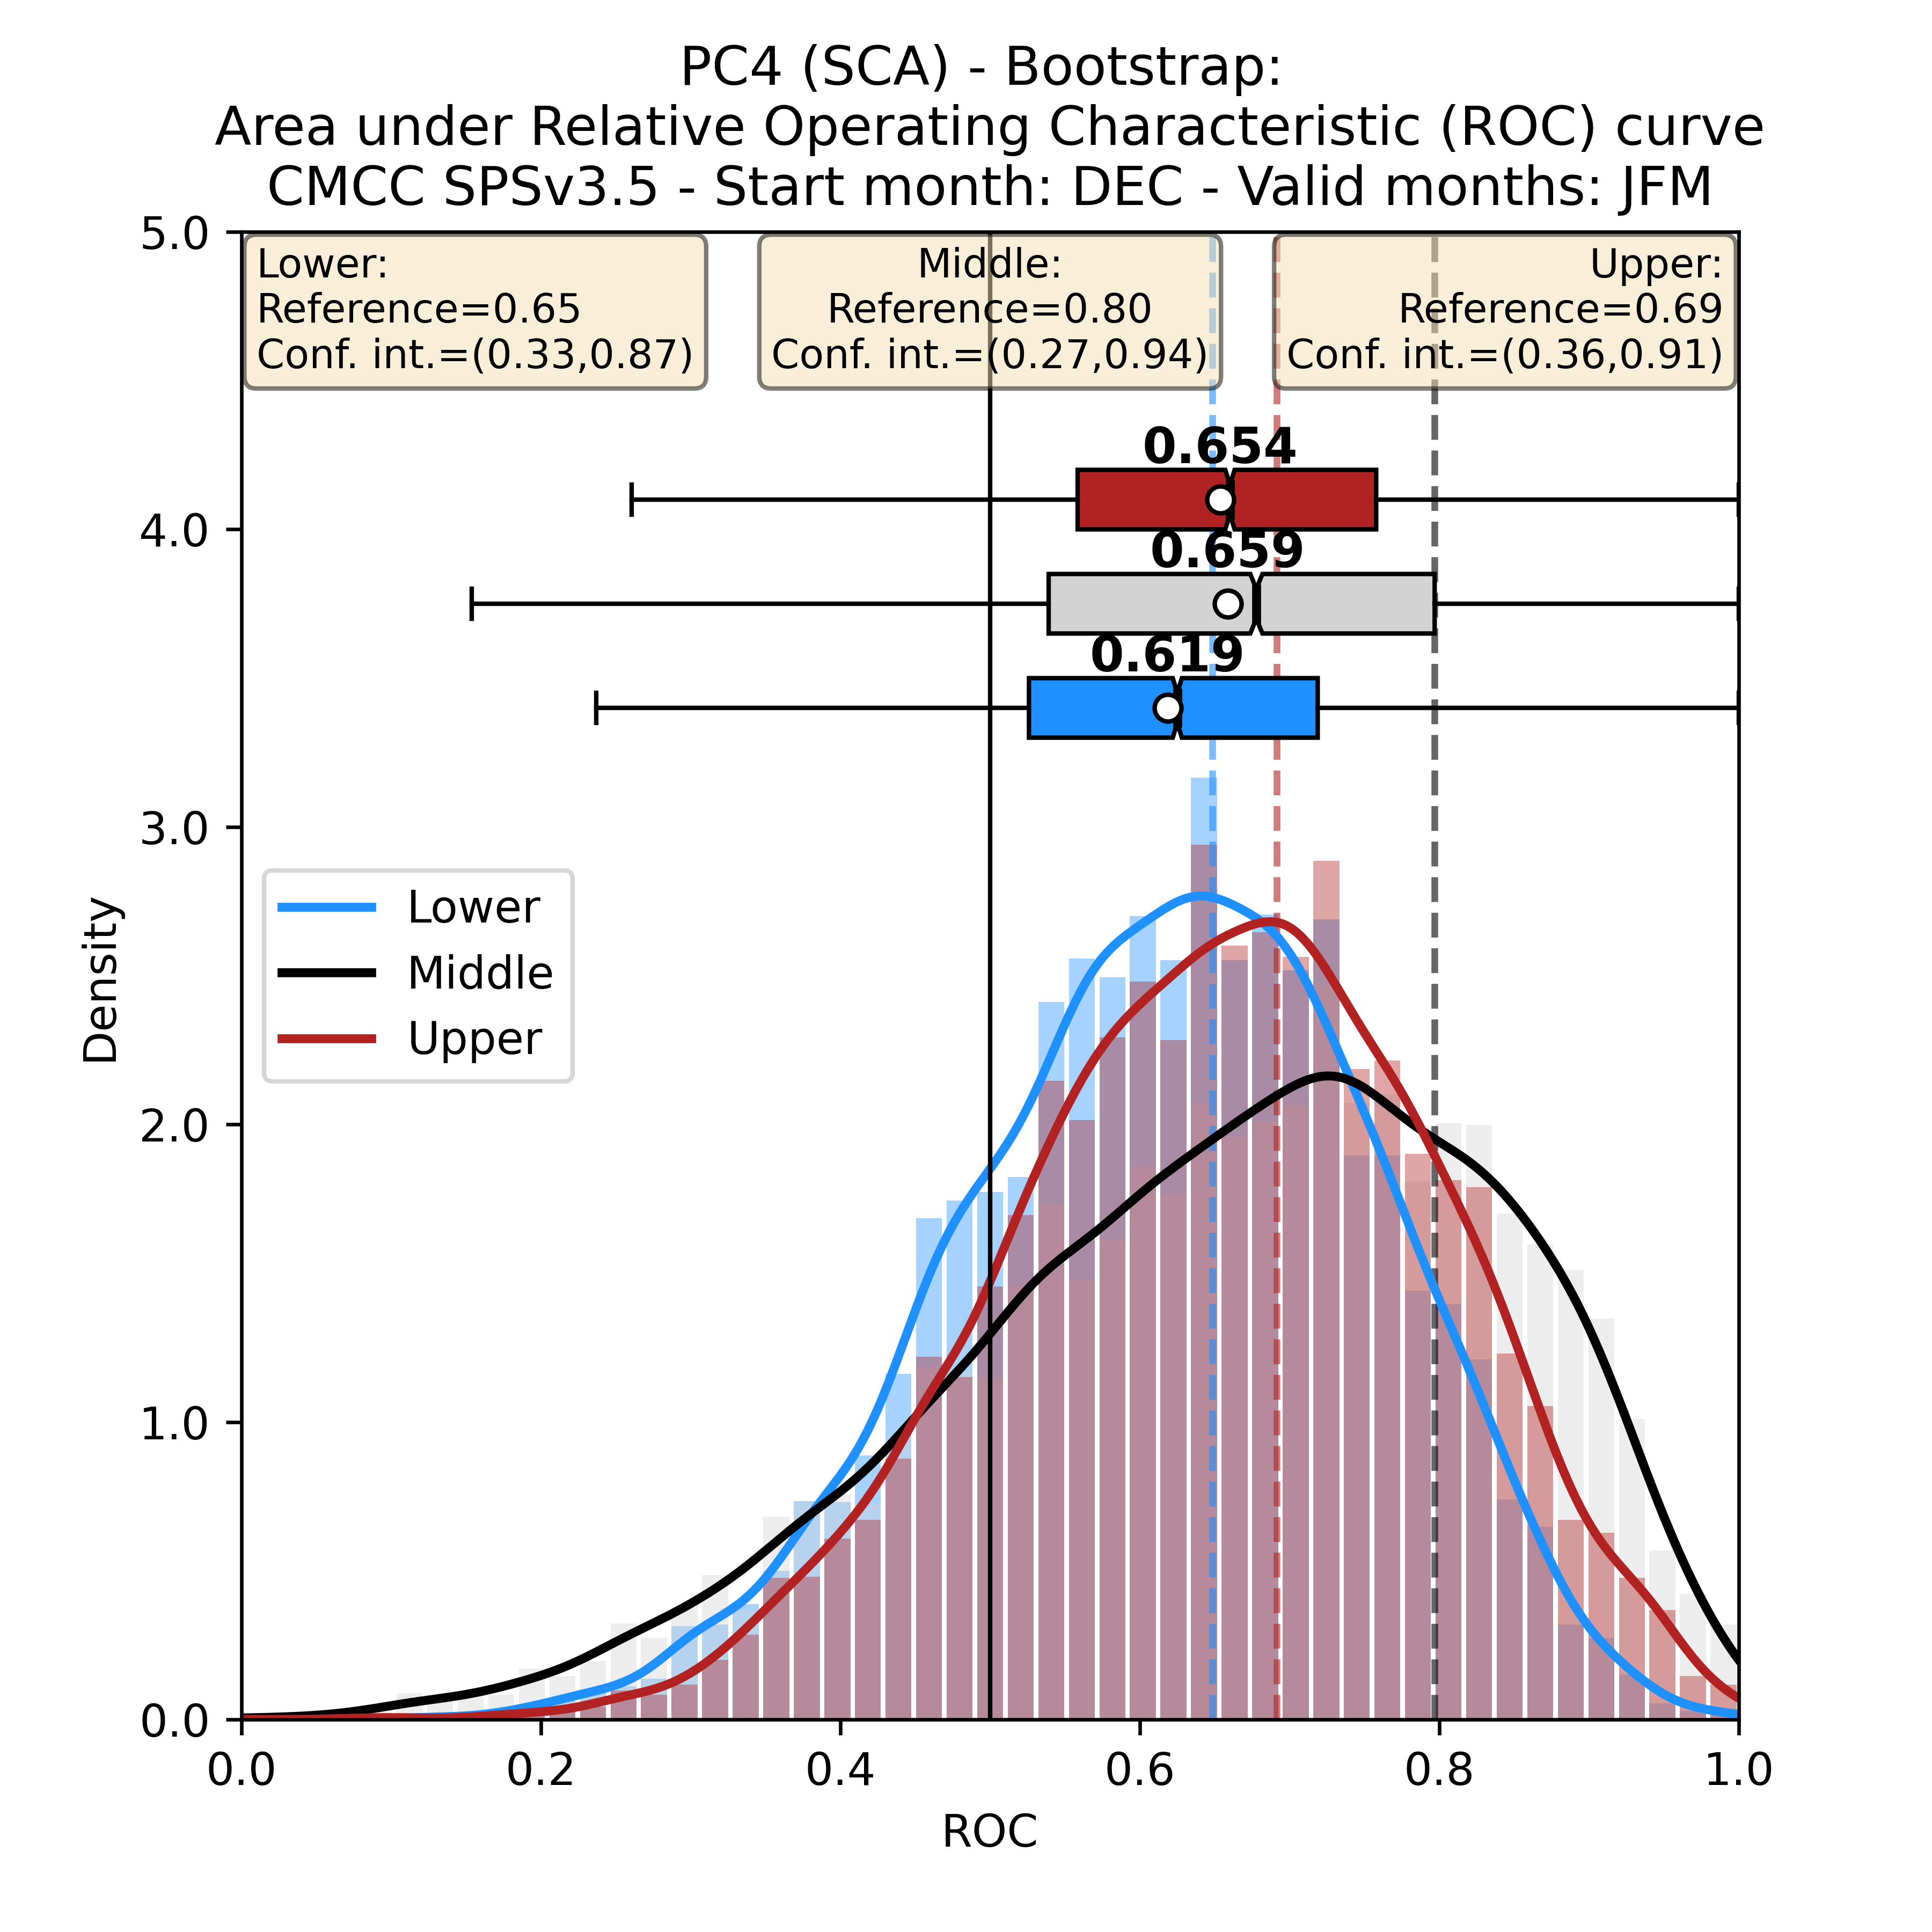 PC4 (SCA) - Bootstrap:
Area under Relative Operating Characteristic (ROC) curve
CMCC SPSv3.5 - Start month: DEC - Valid months: JFM
5.0
4.0
3.0
2.0
1.0
0.0
Density
Lower:
Reference=0.65
Conf. int.=(0.33,0.87)
Middle:
Reference=0.80
Conf. int.=(0.27,0.94)
Upper:
Reference=0.69
Conf. int.=(0.36,0.91)
0.654
0.659
0.619
Lower
Middle
Upper
0.0
0.2
0.4
0.6
0.8
1.0
ROC